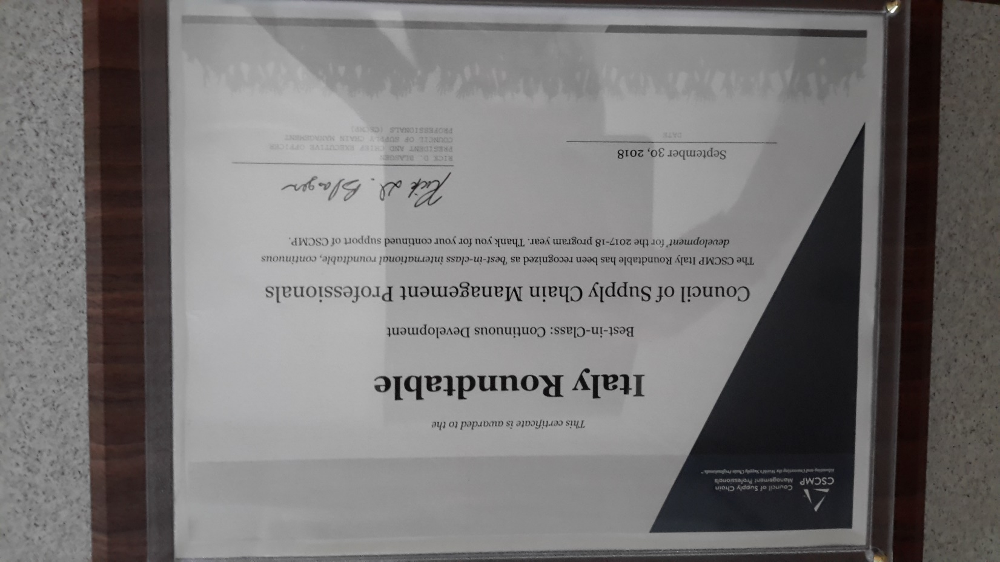 CSCMP
Council of Supply Chain
Management Professionals
Educating and Connecting the World's Supply Chain Professionals.™
This certificate is awarded to the
Italy Roundtable
Best-in-Class: Continuous Development
Council of Supply Chain Management Professionals
The CSCMP Italy Roundtable has been recognized as 'best-in-class international roundtable, continuous
development' for the 2017-18 program year. Thank you for your continued support of CSCMP.
September 30, 2018
DATE
Rick D. Blasgen
RICK D. BLASGEN
PRESIDENT AND CHIEF EXECUTIVE OFFICER
COUNCIL OF SUPPLY CHAIN MANAGEMENT
PROFESSIONALS (CSCMP)